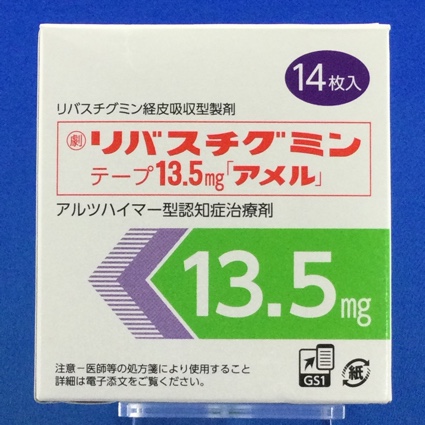 14枚入
リバスチグミン経皮吸収型製剤
劇 リバスチグミン
テープ13.5mg「アメル」
アルツハイマー型認知症治療剤
13.5mg
注意－医師等の処方箋により使用すること
詳細は電子添文をご覧ください。
GS1
紙